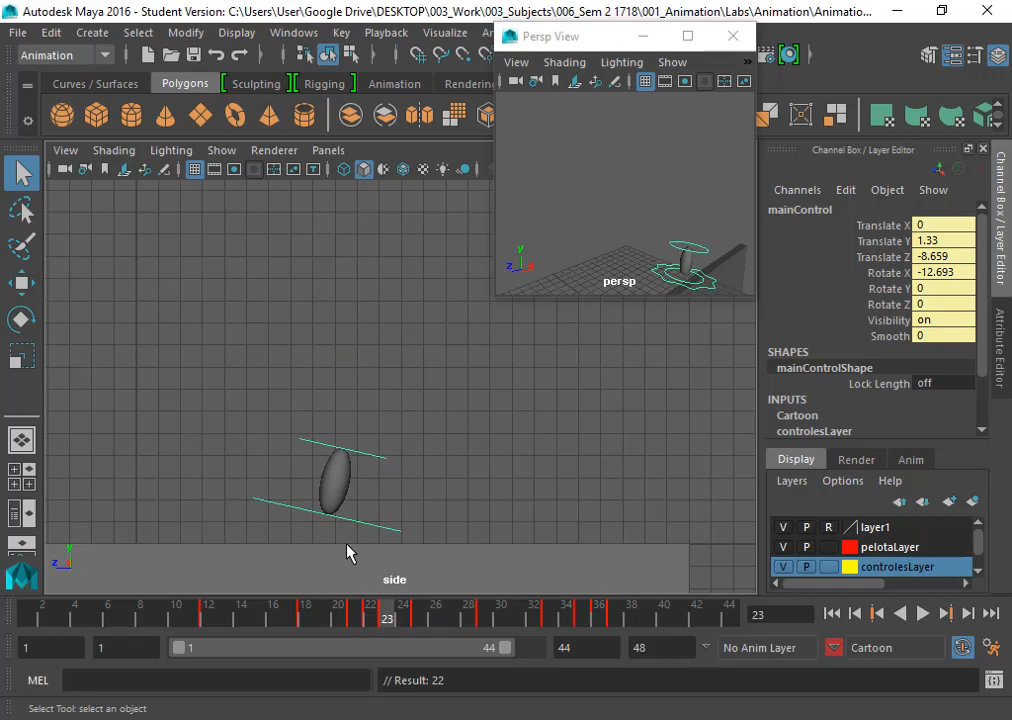 Autodesk Maya 2016 - Student Version: C:\Users\User\Google Drive\DESKTOP\003_Work\003_Subjects\006_Sem 2 1718\001_Animation\Labs\Animation\Animatio...
File Edit Create Select Modify Display Windows Key Playback Visualize An
Persp View
Animation
View Shading Lighting Show »
Curves / Surfaces Polygons Sculpting Rigging Animation Rendering
View Shading Lighting Show Renderer Panels
Channel Box / Layer Editor
Channels Edit Object Show
mainControl
Translate X 0
Translate Y 1.33
Translate Z -8.659
Rotate X -12.693
Rotate Y 0
Rotate Z 0
Visibility on
Smooth 0
SHAPES
mainControlShape
Lock Length off
INPUTS
Cartoon
controlesLayer
Channel Box / Layer Editor
Attribute Editor
y
z
persp
Display Render Anim
Layers Options Help
V P R layer1
V P pelotaLayer
V P controlesLayer
y
z
side
2 4 6 8 10 12 14 16 18 20 22 24 26 28 30 32 34 36 38 40 42 44
23
23
1 1 1 44 44 48 No Anim Layer Cartoon
MEL // Result: 22
Select Tool: select an object